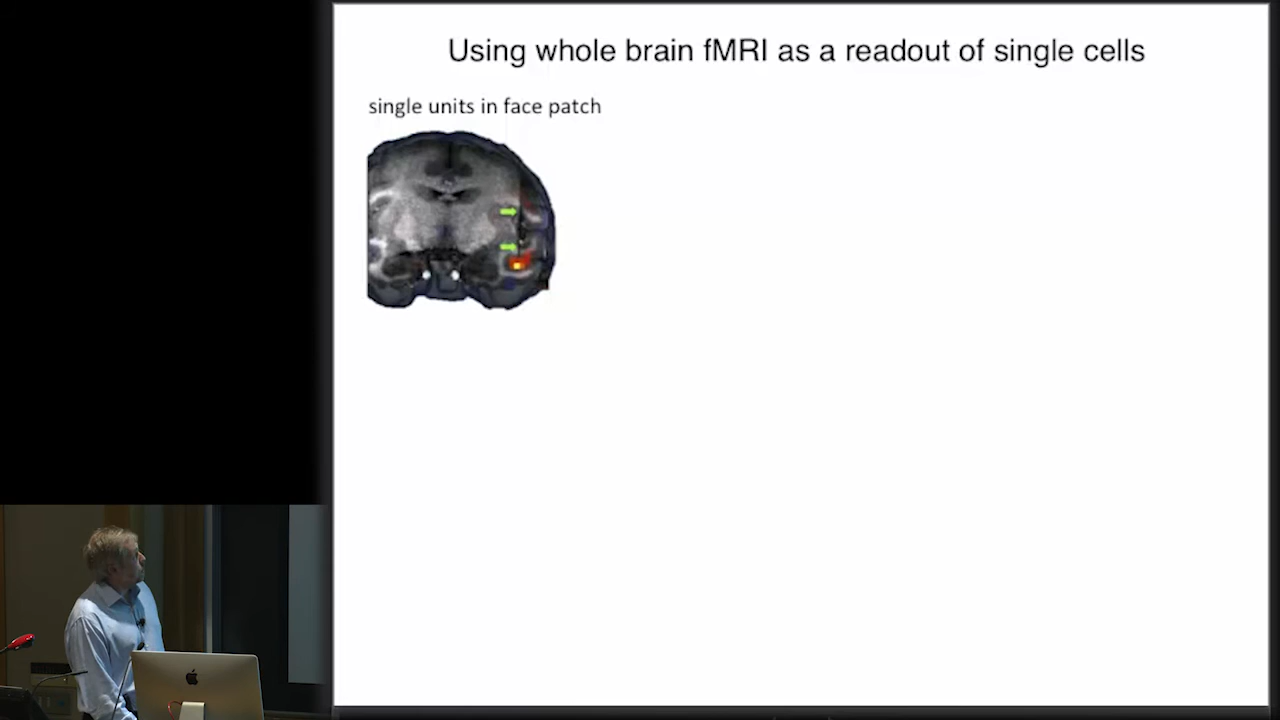 Using whole brain fMRI as a readout of single cells
single units in face patch